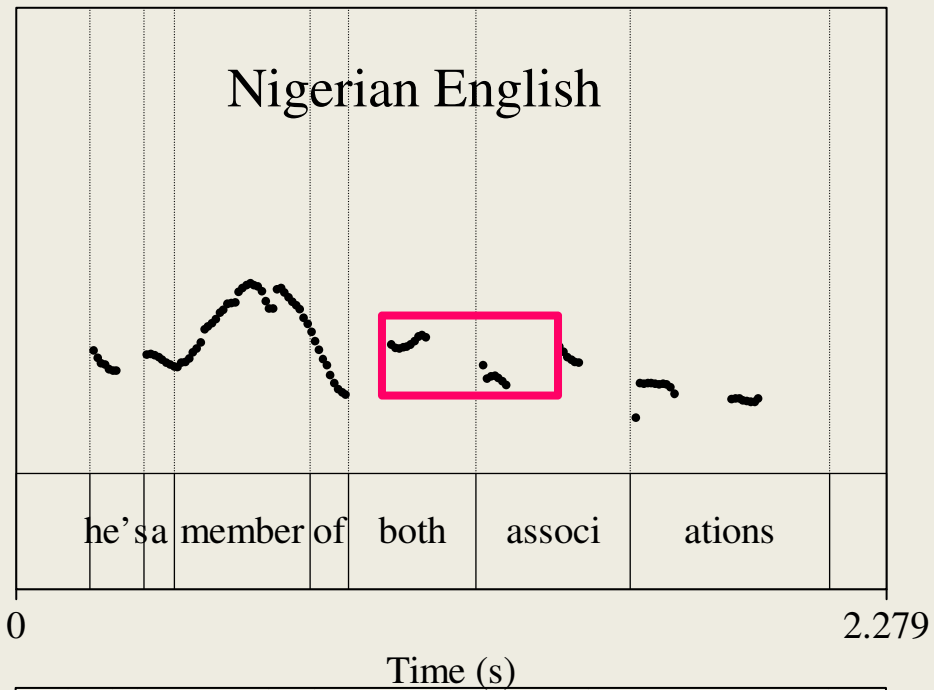 Nigerian English
he’s a member of both associ ations
0 2.279
Time (s)